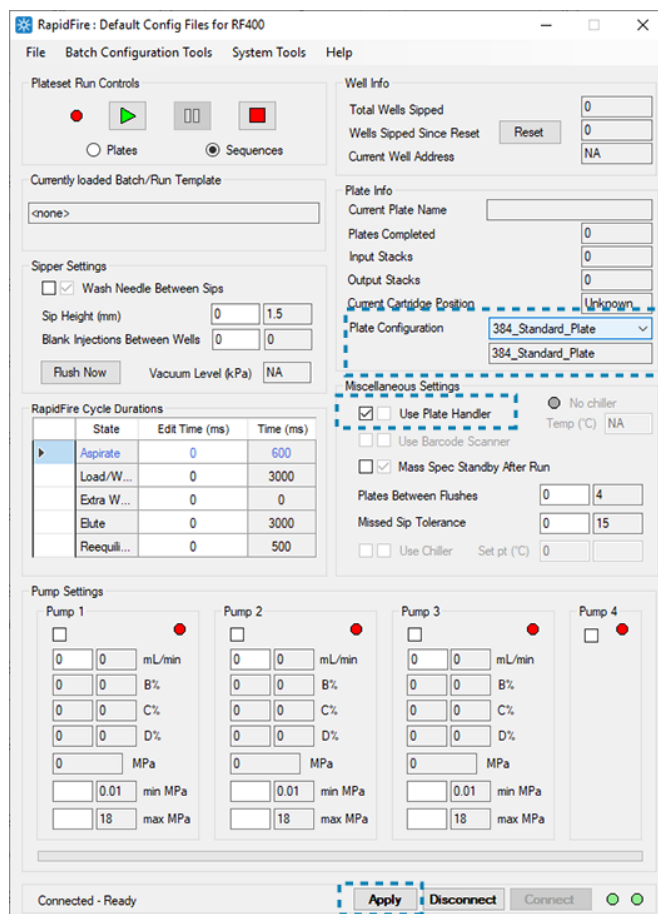 RapidFire : Default Config Files for RF400
File Batch Configuration Tools System Tools Help
Plateset Run Controls
Plates Sequences
Currently loaded Batch/Run Template
<none>
Sipper Settings
Wash Needle Between Sips
Sip Height (mm) 0 1.5
Blank Injections Between Wells 0 0
Flush Now Vacuum Level (kPa) NA
RapidFire Cycle Durations
State Edit Time (ms) Time (ms)
Aspirate 0 600
Load/W... 0 3000
Extra W... 0 0
Elute 0 3000
Reequili... 0 500
Well Info
Total Wells Sipped 0
Wells Sipped Since Reset Reset 0
Current Well Address NA
Plate Info
Current Plate Name
Plates Completed 0
Input Stacks 0
Output Stacks 0
Current Cartridge Position Unknown
Plate Configuration 384_Standard_Plate
384_Standard_Plate
Miscellaneous Settings
Use Plate Handler No chiller
Temp (°C) NA
Use Barcode Scanner
Mass Spec Standby After Run
Plates Between Flushes 0 4
Missed Sip Tolerance 0 15
Use Chiller Set pt (°C) 0
Pump Settings
Pump 1 Pump 2 Pump 3 Pump 4
0 0 mL/min 0 0 mL/min 0 0 mL/min
0 0 B% 0 0 B% 0 0 B%
0 0 C% 0 0 C% 0 0 C%
0 0 D% 0 0 D% 0 0 D%
0 MPa 0 MPa 0 MPa
0.01 min MPa 0.01 min MPa 0.01 min MPa
18 max MPa 18 max MPa 18 max MPa
Connected - Ready Apply Disconnect Connect